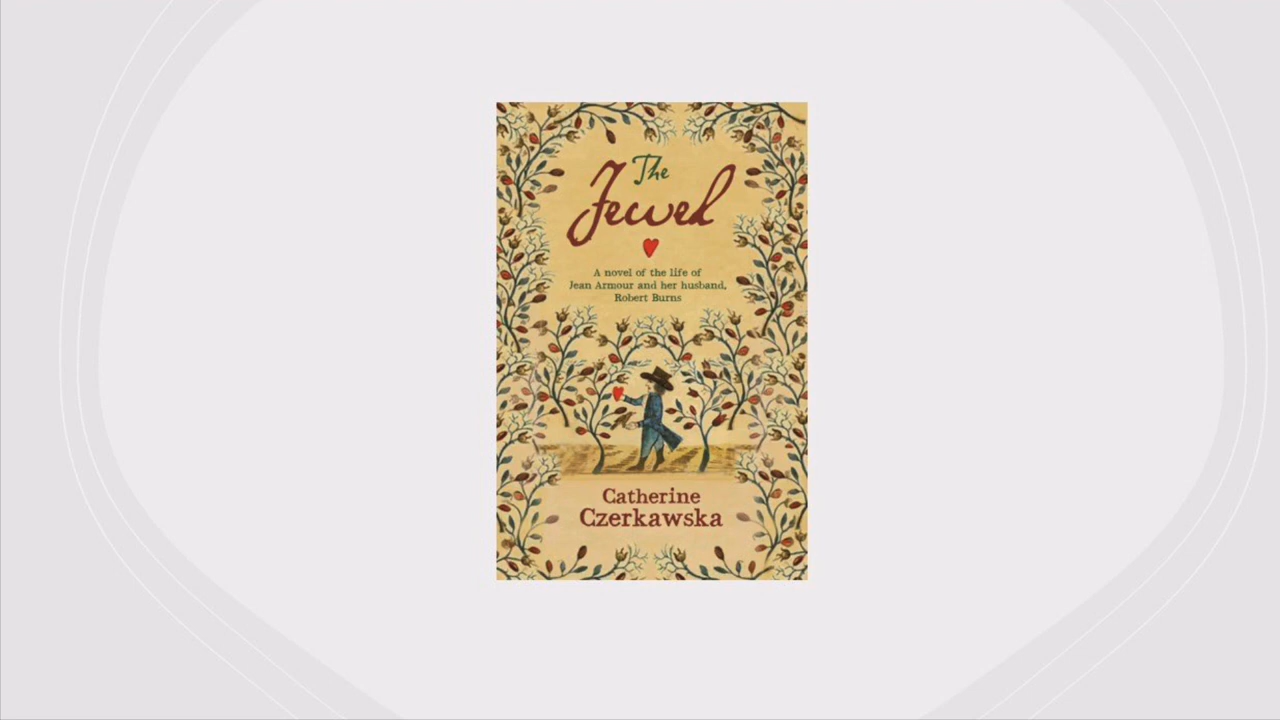 The
Jewel
A novel of the life of
Jean Armour and her husband,
Robert Burns
Catherine
Czerkawska